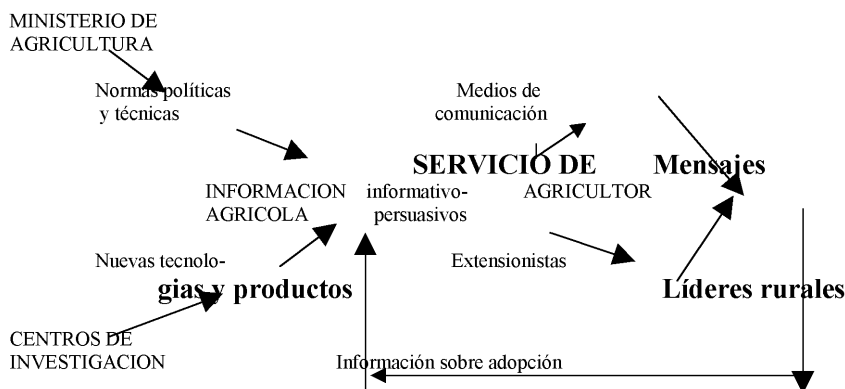 MINISTERIO DE
AGRICULTURA
Normas políticas
y técnicas
Medios de
comunicación
SERVICIO DE Mensajes
INFORMACION informativo- AGRICULTOR
AGRICOLA persuasivos
Nuevas tecnolo- Extensionistas
gias y productos Líderes rurales
CENTROS DE
INVESTIGACION Información sobre adopción